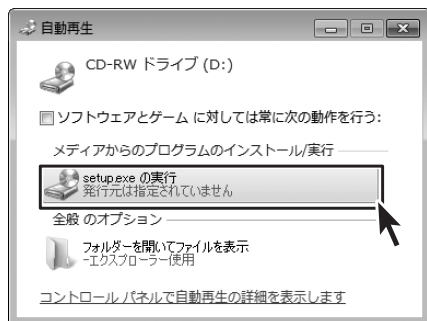 自動再生
CD-RW ドライブ (D:)
ソフトウェアとゲーム に対しては常に次の動作を行う:
メディアからのプログラムのインストール/実行
setup.exe の実行
発行元は指定されていません
全般 のオプション
フォルダーを開いてファイルを表示
-エクスプローラー使用
コントロール パネルで自動再生の詳細を表示します